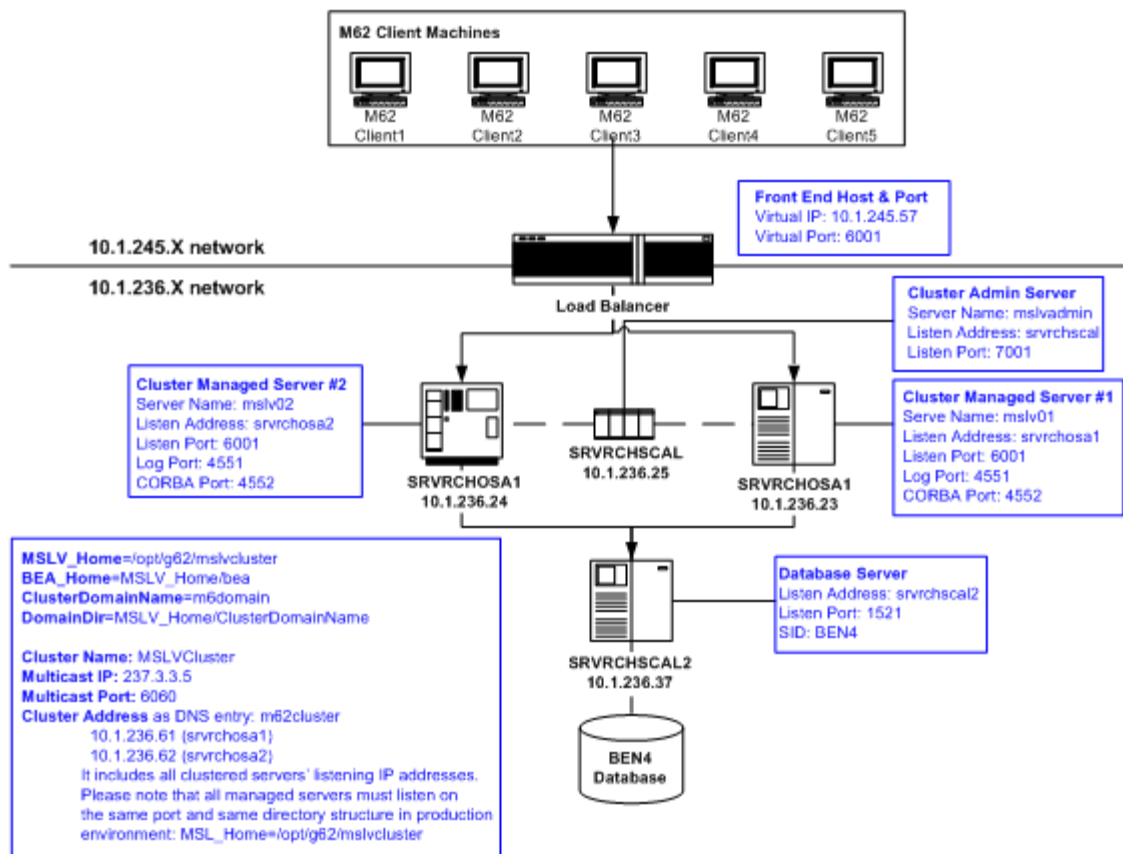 M62 Client Machines
M62
Client1
M62
Client2
M62
Client3
M62
Client4
M62
Client5
Front End Host & Port
Virtual IP: 10.1.245.57
Virtual Port: 6001
10.1.245.X network
10.1.236.X network
Load Balancer
Cluster Admin Server
Server Name: mslvadmin
Listen Address: srvrchscal
Listen Port: 7001
Cluster Managed Server #2
Server Name: mslv02
Listen Address: srvrchosa2
Listen Port: 6001
Log Port: 4551
CORBA Port: 4552
SRVRCHOSA1
10.1.236.24
SRVRCHSCAL
10.1.236.25
SRVRCHOSA1
10.1.236.23
Cluster Managed Server #1
Serve Name: mslv01
Listen Address: srvrchosa1
Listen Port: 6001
Log Port: 4551
CORBA Port: 4552
MSLV_Home=/opt/g62/mslvcluster
BEA_Home=MSLV_Home/bea
ClusterDomainName=m6domain
DomainDir=MSLV_Home/ClusterDomainName
Cluster Name: MSLVCluster
Multicast IP: 237.3.3.5
Multicast Port: 6060
Cluster Address as DNS entry: m62cluster
10.1.236.61 (srvrchosa1)
10.1.236.62 (srvrchosa2)
It includes all clustered servers' listening IP addresses.
Please note that all managed servers must listen on
the same port and same directory structure in production
environment: MSL_Home=/opt/g62/mslvcluster
Database Server
Listen Address: srvrchscal2
Listen Port: 1521
SID: BEN4
SRVRCHSCAL2
10.1.236.37
BEN4
Database